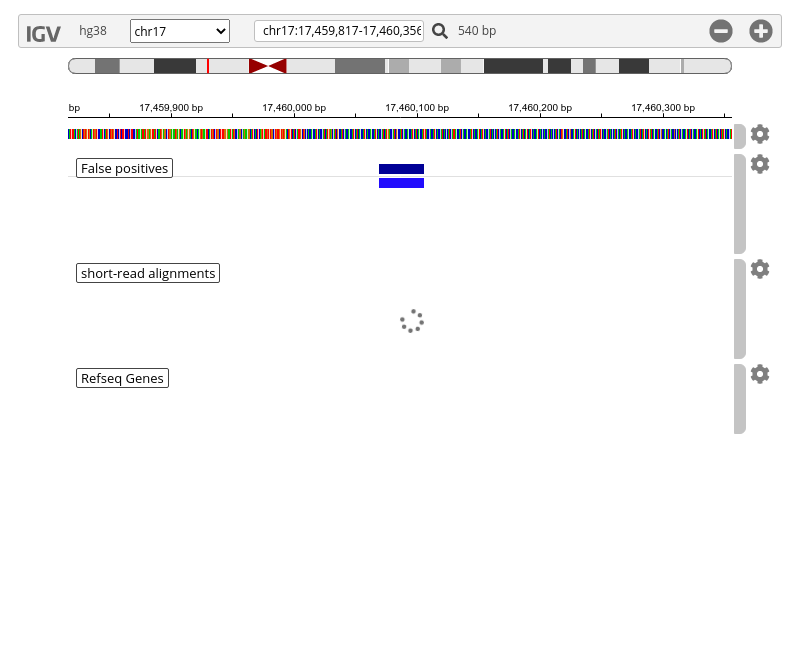 IGV hg38 chr17 chr17:17,459,817-17,460,356 540 bp
bp 17,459,900 bp 17,460,000 bp 17,460,100 bp 17,460,200 bp 17,460,300 bp
False positives
short-read alignments
Refseq Genes